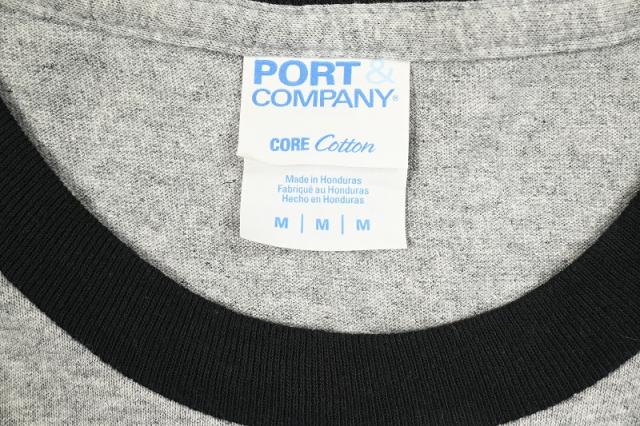 PORT &
COMPANY®
CORE Cotton
Made in Honduras
Fabriqué au Honduras
Hecho en Honduras
M | M | M